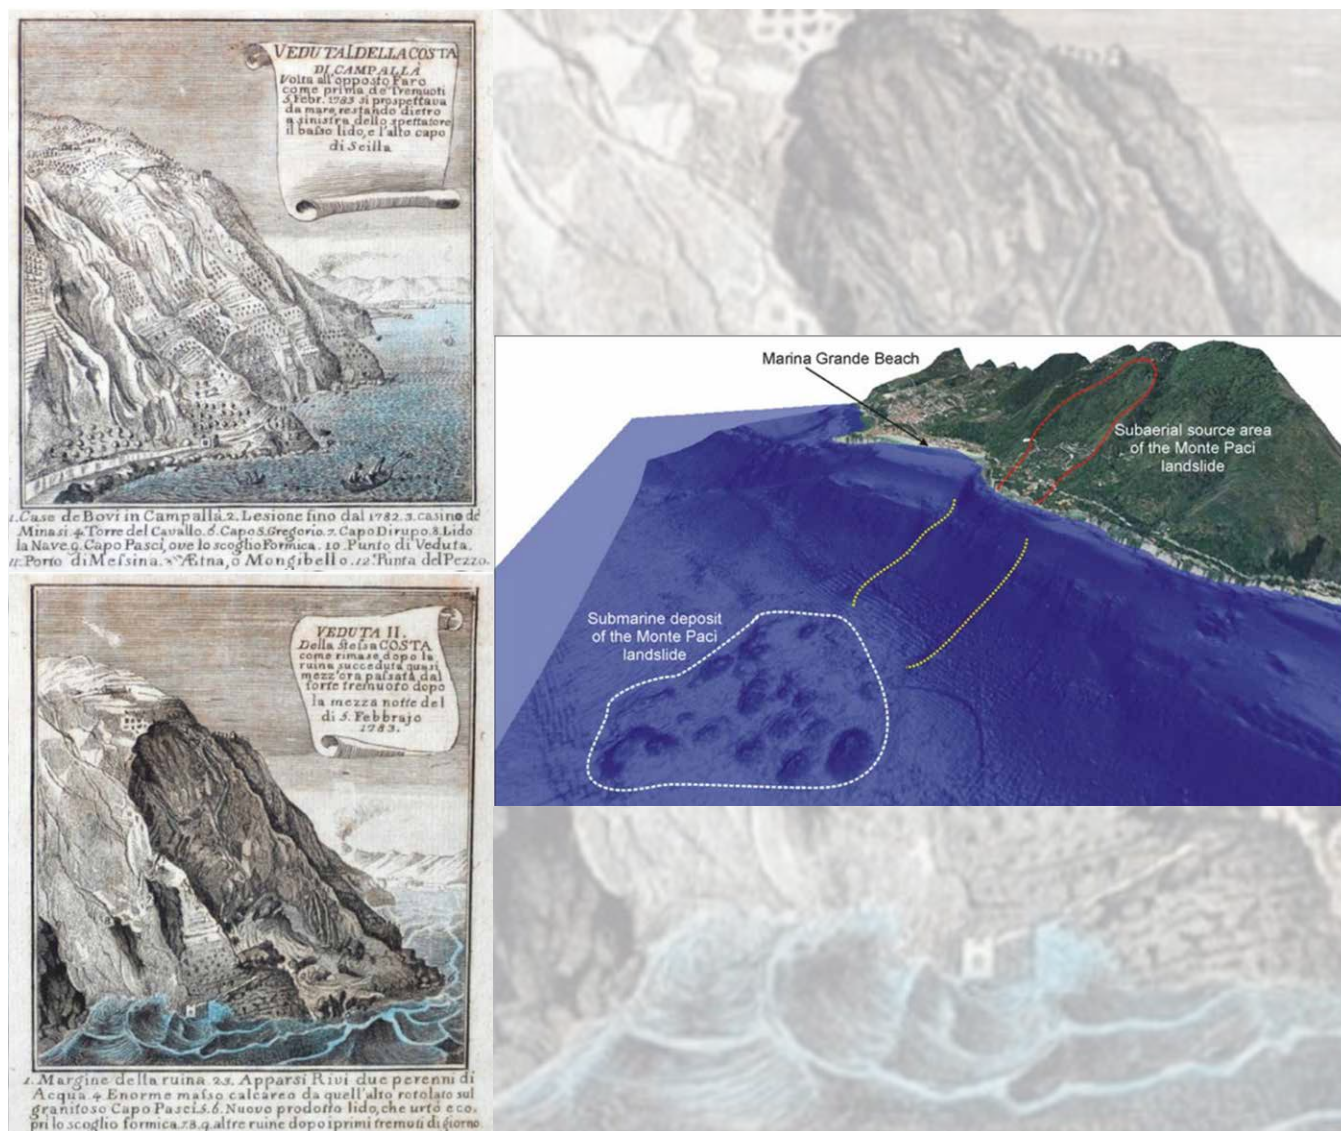 VEDUTA I DELLA COSTA
DI CAMPALLÀ
Volta all'opposto Faro
come prima de Tremuoti
5. Febr. 1783 si prospettava
da mare, restando dietro
a sinistra dello spettatore
il basso lido, e l'alto capo
di Scilla
1. Case de Bovi in Campallà. 2. Lesione fino dal 1782. 3. casino de
Minasi. 4. Torre del Cavallo. 6. Capo S. Gregorio. 7. Capo Dirupo. 8. Lido
la Nave. 9. Capo Pasci, ove lo scoglio Formica. 10. Punto di Veduta.
11. Porto di Messina. Ætna, o Mongibello. 12. Punta del Pezzo.
VEDUTA II.
Della stessa COSTA
come rimase dopo la
ruina succeduta quasi
mezz'ora passata dal
forte tremuoto dopo
la mezza notte del
di 5. Febbrajo
1783.
1. Margine della ruina. 2.3. Apparsi Rivi due perenni di
Acqua. 4 Enorme masso calcareo da quell'alto rotolato sul
granitoso Capo Pasci. 5.6. Nuovo prodotto lido, che urtò e co,
prì lo scoglio formica. 7.8.9. altre ruine dopo i primi tremuti di giorno
Marina Grande Beach
Subaerial source area
of the Monte Paci
landslide
Submarine deposit
of the Monte Paci
landslide